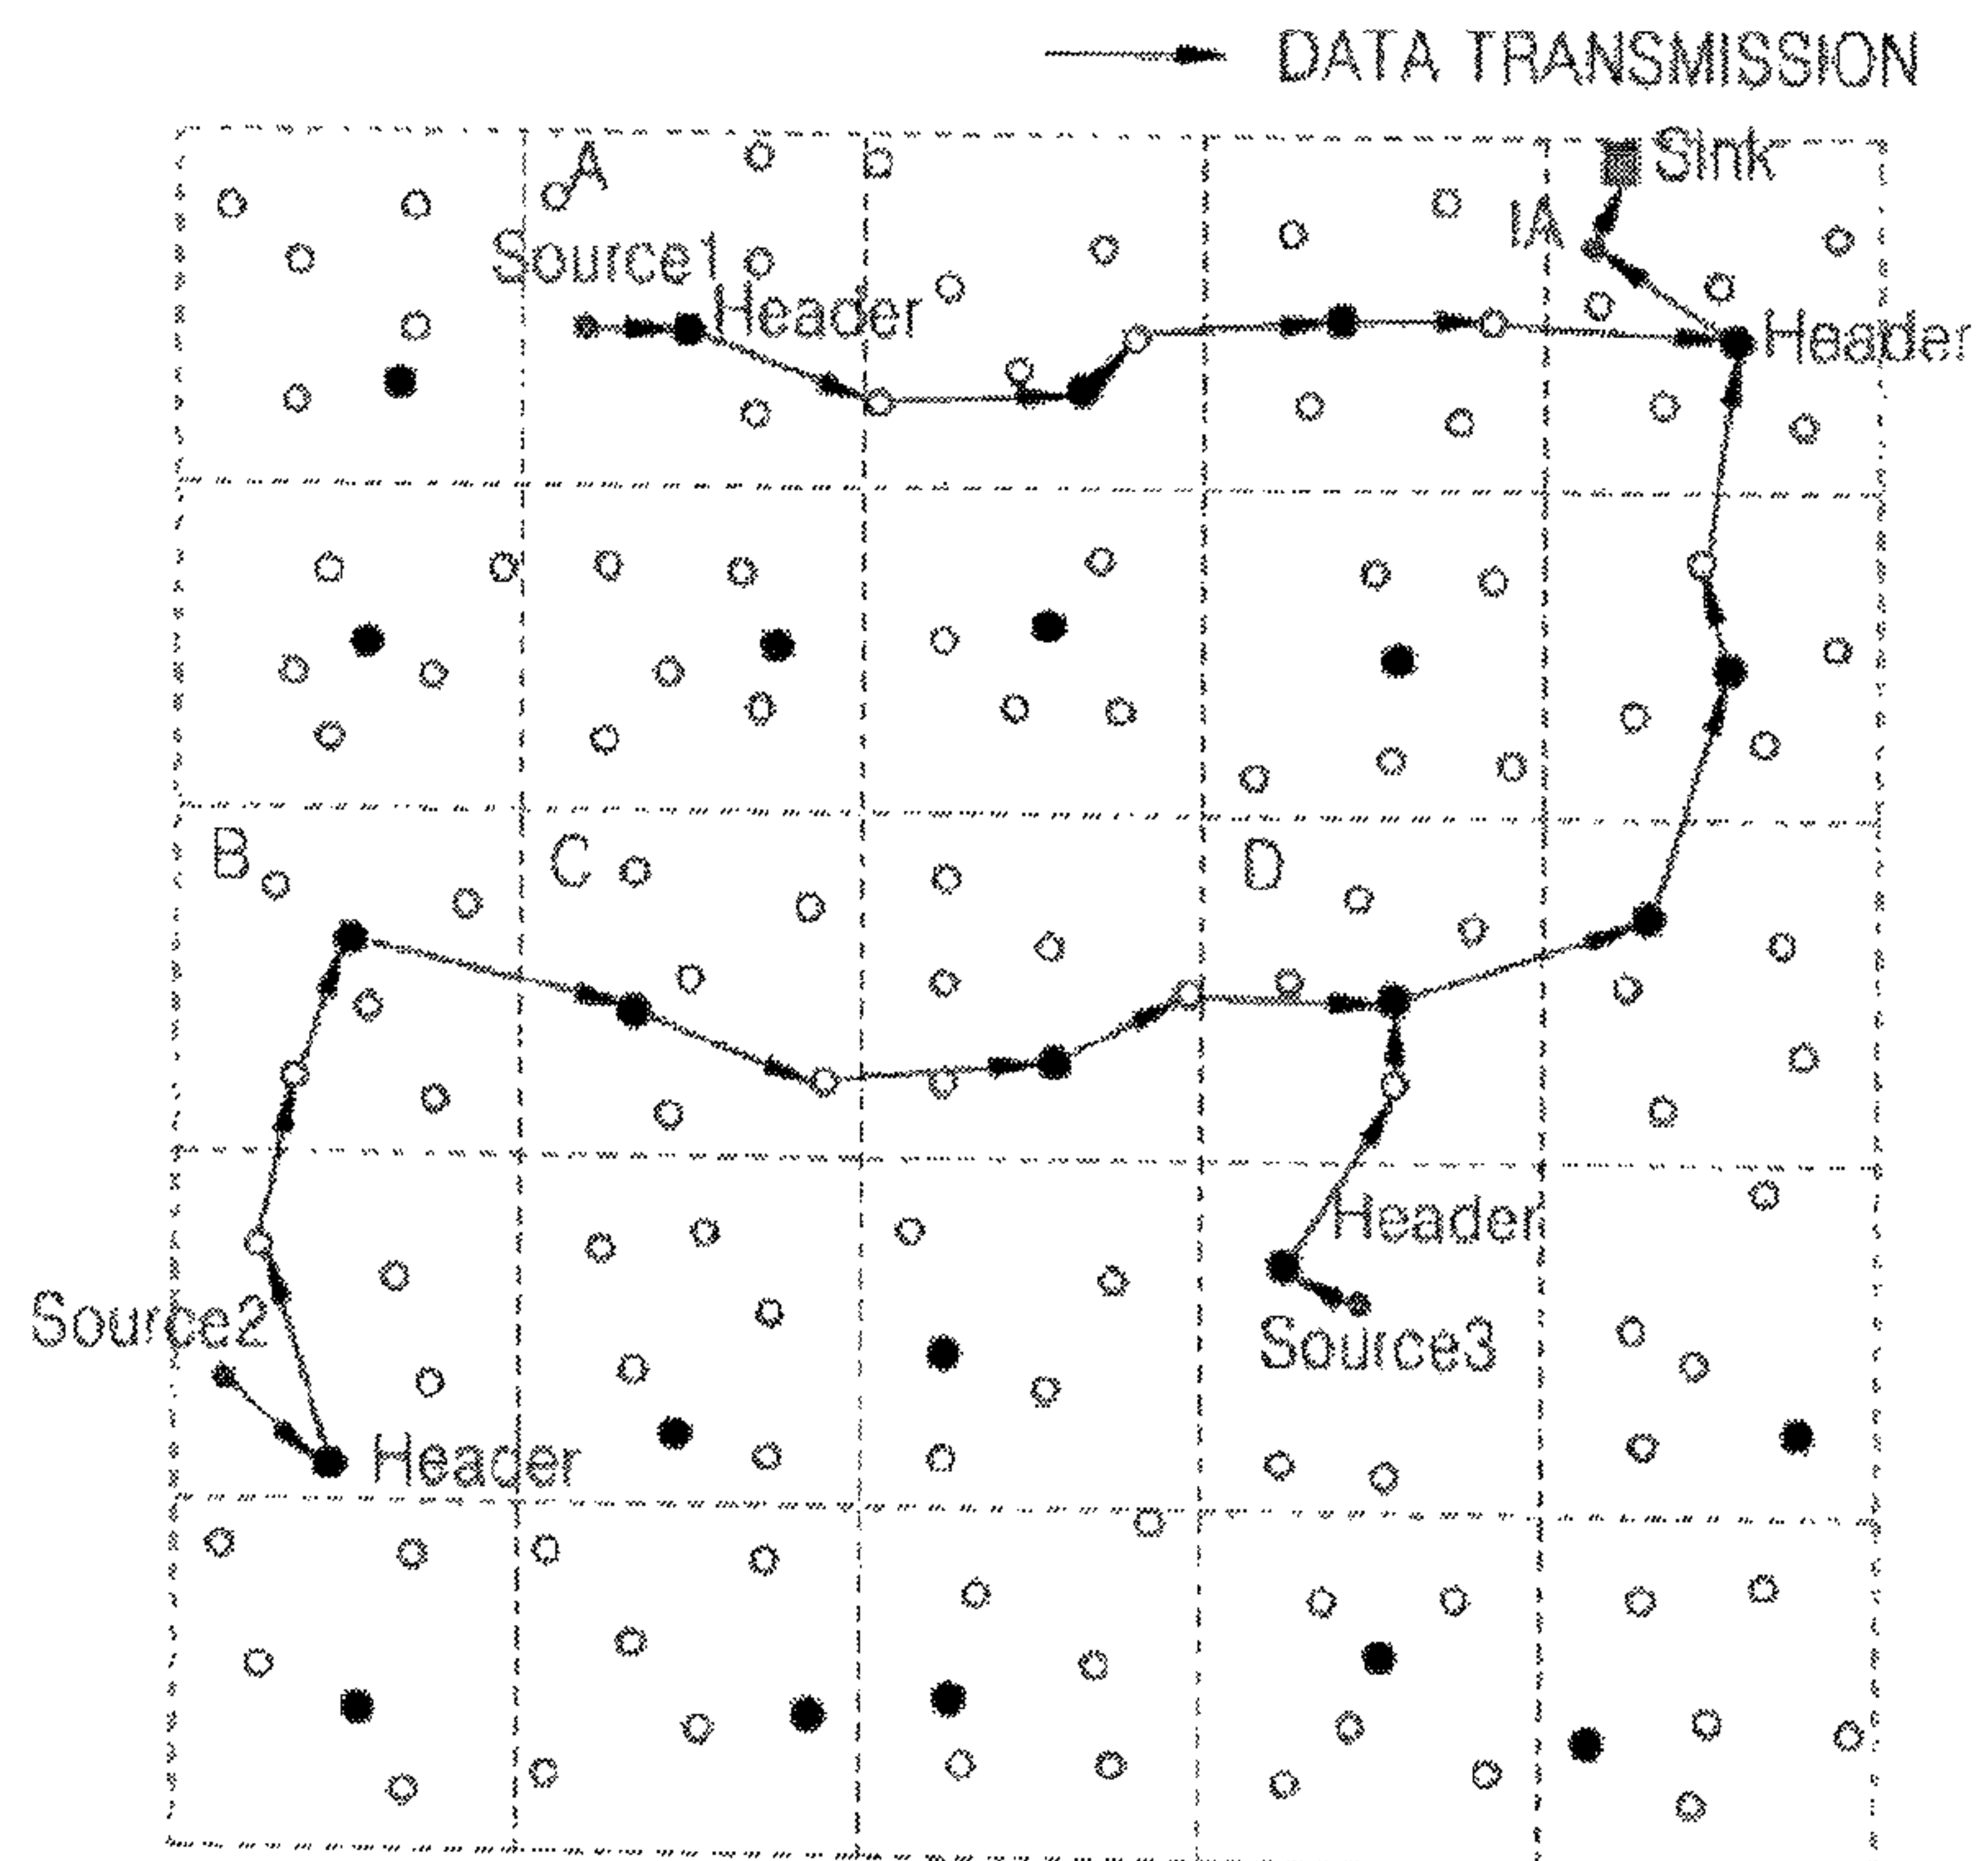 DATA TRANSMISSION
A
Sink
IA
Source1
Header
Header
B
C
D
Header
Source2
Source3
Header